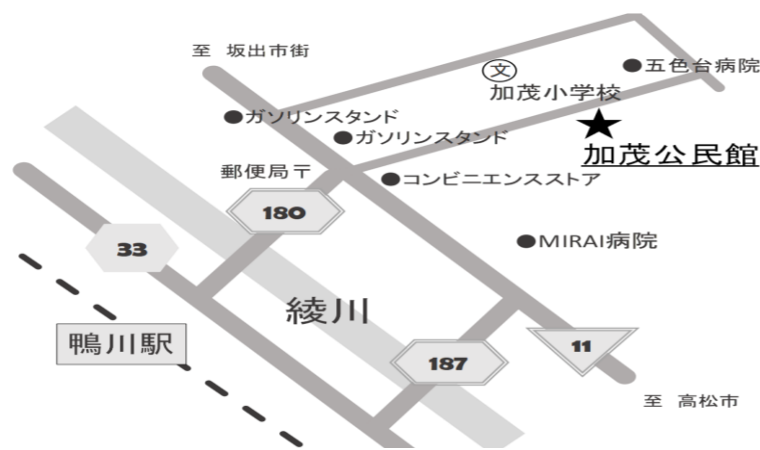 至 坂出市街
文
五色台病院
加茂小学校
ガソリンスタンド
ガソリンスタンド
加茂公民館
郵便局〒
コンビニエンスストア
180
33
MIRAI病院
綾川
鴨川駅
187
11
至 高松市